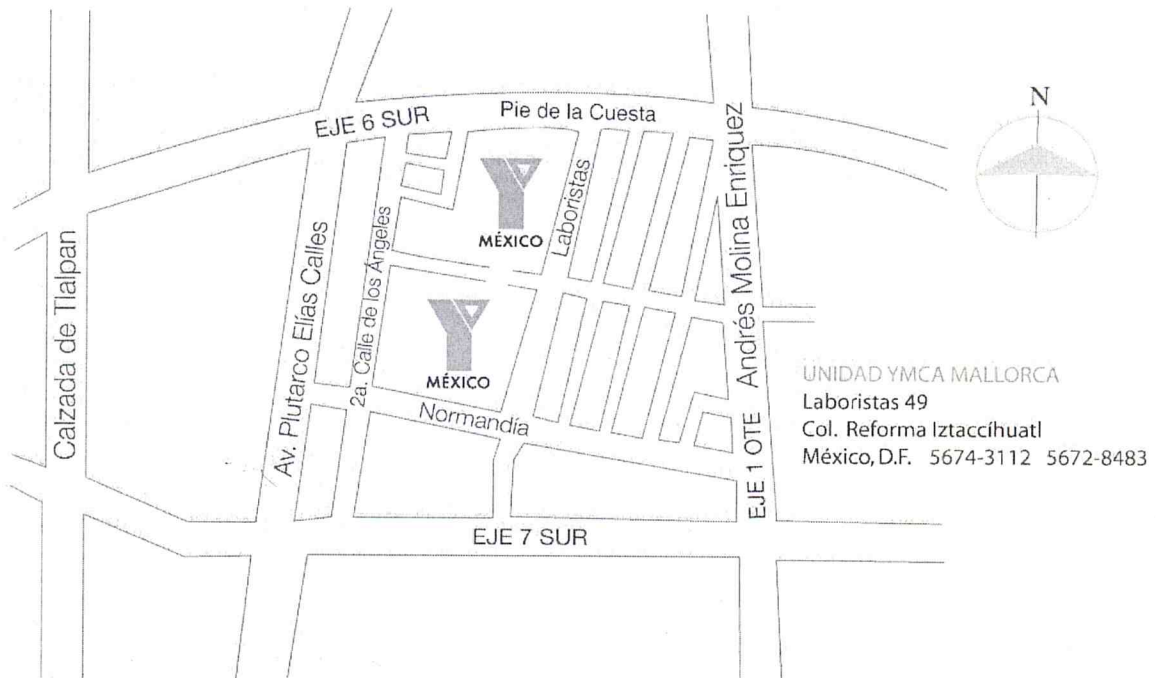 N
EJE 6 SUR
Pie de la Cuesta
MÉXICO
Laboristas
Andrés Molina Enriquez
Calzada de Tlalpan
Av. Plutarco Elías Calles
2a. Calle de los Ángeles
MÉXICO
Normandía
EJE 1 OTE
EJE 7 SUR
UNIDAD YMCA MALLORCA
Laboristas 49
Col. Reforma Iztaccíhuatl
México, D.F. 5674-3112 5672-8483